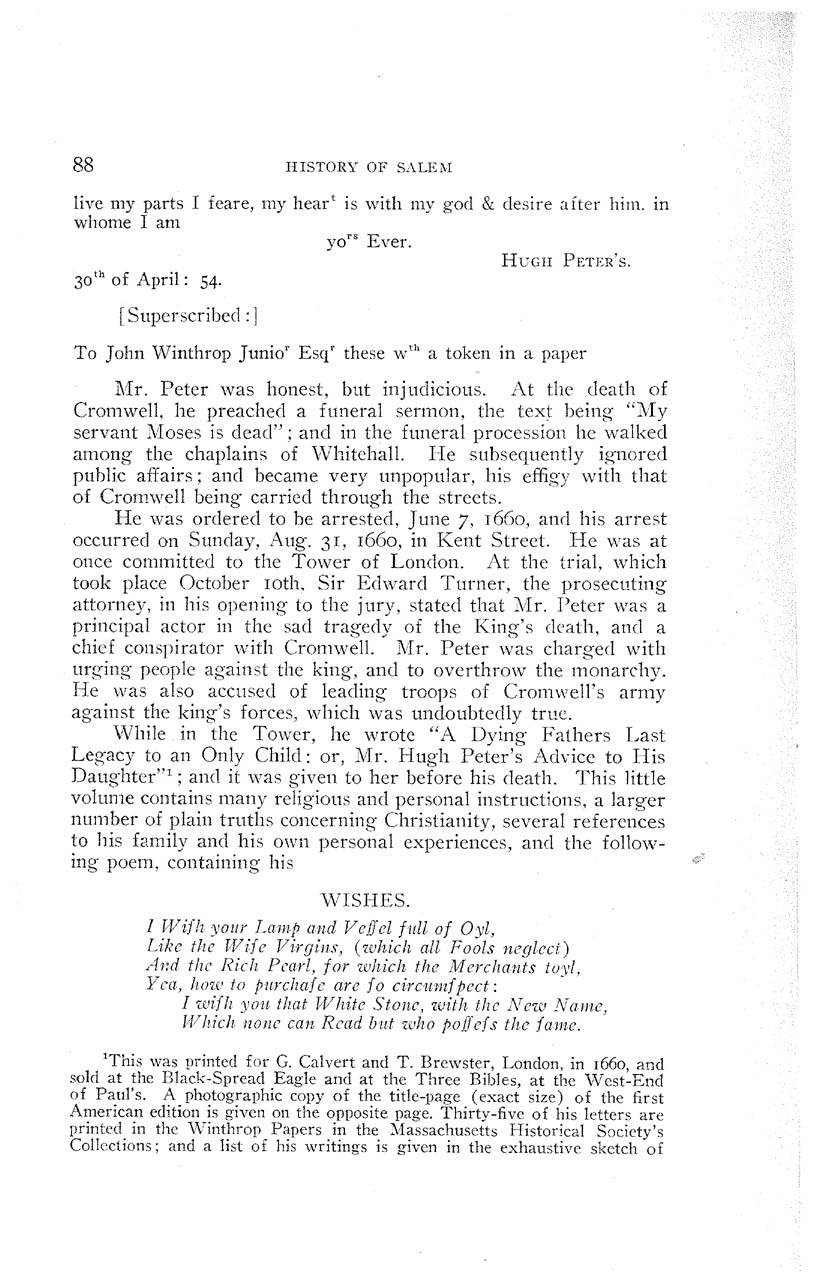 88 HISTORY OF SALEM
live my parts I feare, my heart is with my god & desire after him. in
whome I am
yors Ever.
HUGH PETER'S.
30th of April: 54.
[Superscribed:]
To John Winthrop Junior Esqr these wth a token in a paper
Mr. Peter was honest, but injudicious. At the death of
Cromwell, he preached a funeral sermon, the text being “My
servant Moses is dead”; and in the funeral procession he walked
among the chaplains of Whitehall. He subsequently ignored
public affairs; and became very unpopular, his effigy with that
of Cromwell being carried through the streets.
He was ordered to be arrested, June 7, 1660, and his arrest
occurred on Sunday, Aug. 31, 1660, in Kent Street. He was at
once committed to the Tower of London. At the trial, which
took place October 10th, Sir Edward Turner, the prosecuting
attorney, in his opening to the jury, stated that Mr. Peter was a
principal actor in the sad tragedy of the King's death, and a
chief conspirator with Cromwell. Mr. Peter was charged with
urging people against the king, and to overthrow the monarchy.
He was also accused of leading troops of Cromwell's army
against the king's forces, which was undoubtedly true.
While in the Tower, he wrote “A Dying Fathers Last
Legacy to an Only Child: or, Mr. Hugh Peter's Advice to His
Daughter”1; and it was given to her before his death. This little
volume contains many religious and personal instructions, a larger
number of plain truths concerning Christianity, several references
to his family and his own personal experiences, and the follow-
ing poem, containing his
WISHES.
I Wiſh your Lamp and Veſſel full of Oyl,
Like the Wiſe Virgins, (which all Fools neglect)
And the Rich Pearl, for which the Merchants toyl,
Yea, how to purchaſe are ſo circumſpect:
I wiſh you that White Stone, with the New Name,
Which none can Read but who poſſeſs the ſame.
1This was printed for G. Calvert and T. Brewster, London, in 1660, and
sold at the Black-Spread Eagle and at the Three Bibles, at the West-End
of Paul's. A photographic copy of the title-page (exact size) of the first
American edition is given on the opposite page. Thirty-five of his letters are
printed in the Winthrop Papers in the Massachusetts Historical Society's
Collections; and a list of his writings is given in the exhaustive sketch of